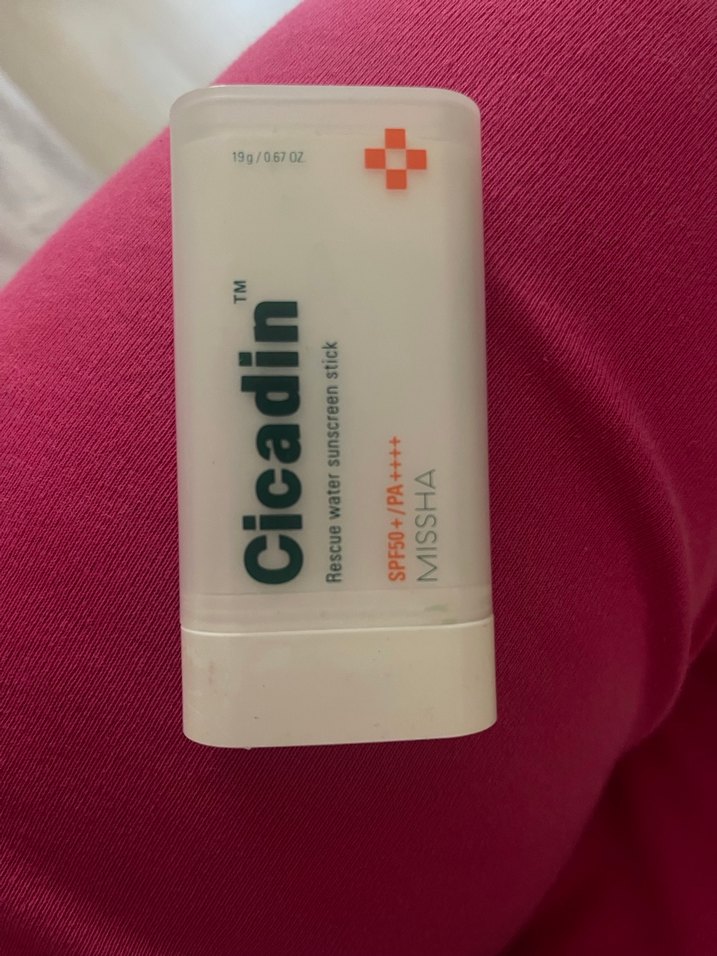 19g / 0.67 OZ.
Cicadin™
Rescue water sunscreen stick
SPF50+/PA++++
MISSHA